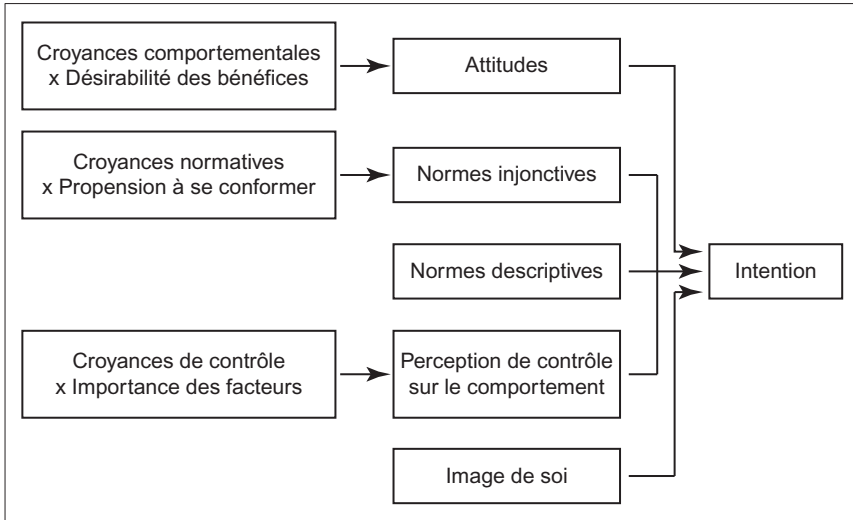 Croyances comportementales
x Désirabilité des bénéfices
Attitudes
Croyances normatives
x Propension à se conformer
Normes injonctives
Normes descriptives
Intention
Croyances de contrôle
x Importance des facteurs
Perception de contrôle
sur le comportement
Image de soi